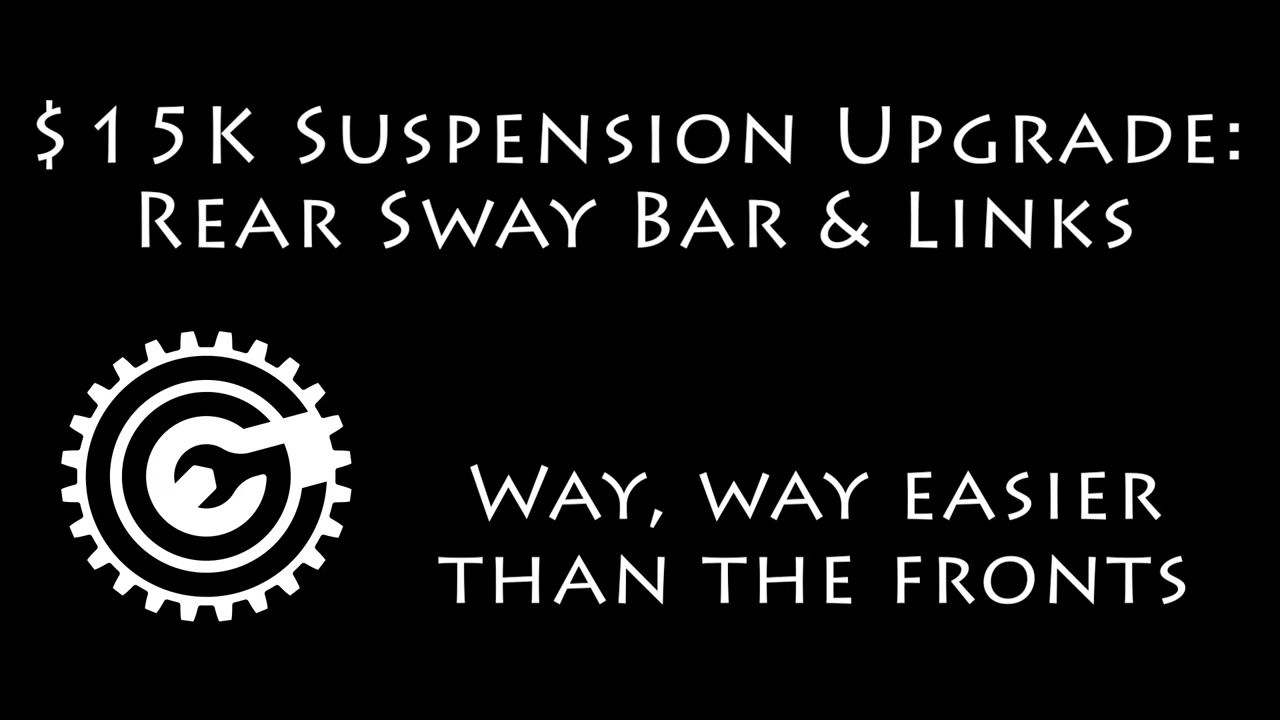 $15K Suspension Upgrade:
Rear Sway Bar & Links
Way, way easier
than the fronts